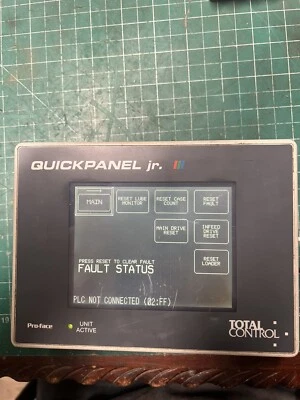 QUICKPANEL jr.
MAIN
RESET LUBE MONITOR
RESET CASE COUNT
RESET FAULT
MAIN DRIVE RESET
INFEED DRIVE RESET
RESET LOADER
PRESS RESET TO CLEAR FAULT
FAULT STATUS
PLC NOT CONNECTED (02:FF)
Pro-face
UNIT
ACTIVE
TOTAL
CONTROL